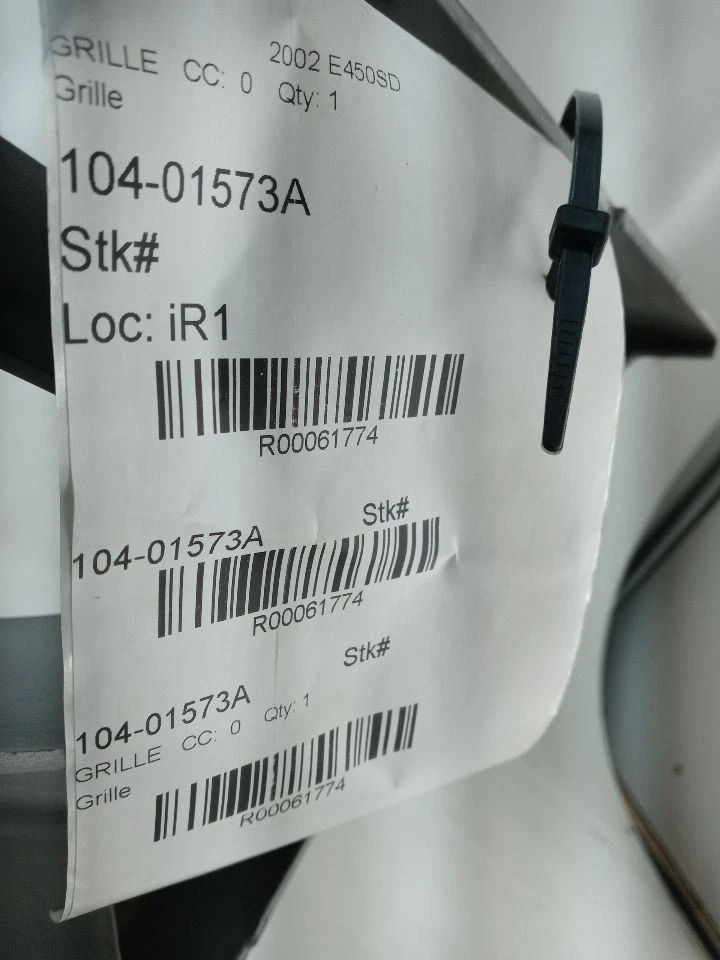 GRILLE CC: 0 2002 E450SD
Grille Qty: 1
104-01573A
Stk#
Loc: iR1
R00061774
104-01573A Stk#
R00061774
Stk#
104-01573A
GRILLE CC: 0 Qty: 1
Grille
R00061774